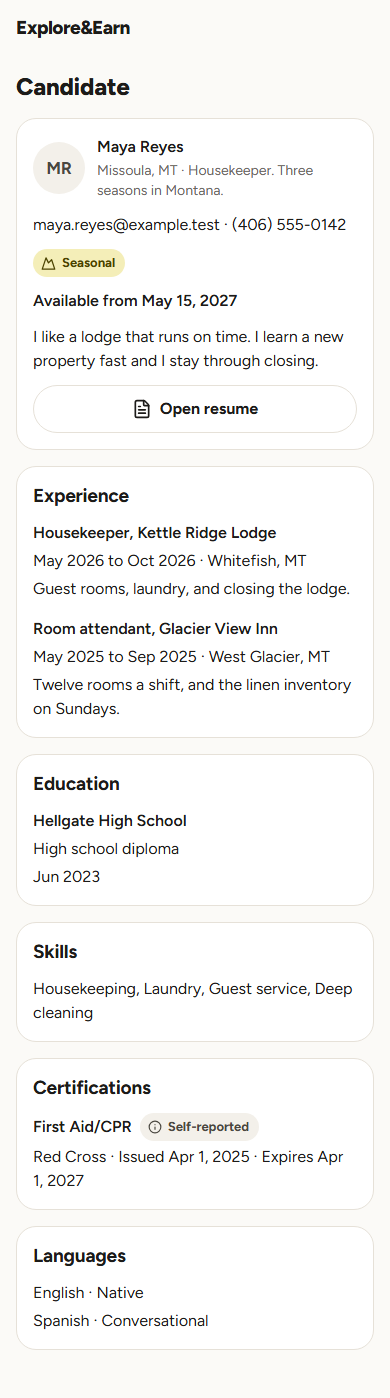 Explore&Earn
Candidate
MR
Maya Reyes
Missoula, MT · Housekeeper. Three
seasons in Montana.
maya.reyes@example.test · (406) 555-0142
Seasonal
Available from May 15, 2027
I like a lodge that runs on time. I learn a new
property fast and I stay through closing.
Open resume
Experience
Housekeeper, Kettle Ridge Lodge
May 2026 to Oct 2026 · Whitefish, MT
Guest rooms, laundry, and closing the lodge.
Room attendant, Glacier View Inn
May 2025 to Sep 2025 · West Glacier, MT
Twelve rooms a shift, and the linen inventory
on Sundays.
Education
Hellgate High School
High school diploma
Jun 2023
Skills
Housekeeping, Laundry, Guest service, Deep
cleaning
Certifications
First Aid/CPR Self-reported
Red Cross · Issued Apr 1, 2025 · Expires Apr
1, 2027
Languages
English · Native
Spanish · Conversational